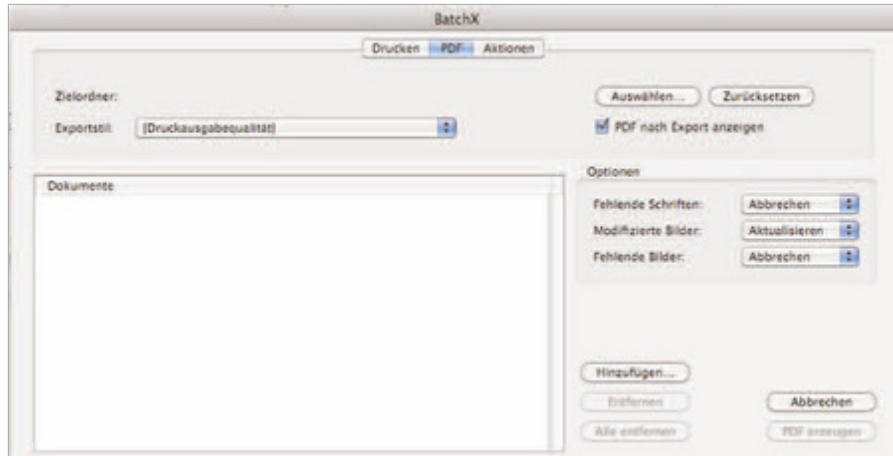 BatchX
Drucken PDF Aktionen
Zielordner:
Auswählen... Zurücksetzen
Exportstil: [Druckausgabequalität]
PDF nach Export anzeigen
Dokumente
Optionen
Fehlende Schriften: Abbrechen
Modifizierte Bilder: Aktualisieren
Fehlende Bilder: Abbrechen
Hinzufügen...
Entfernen Abbrechen
Alle entfernen PDF erzeugen